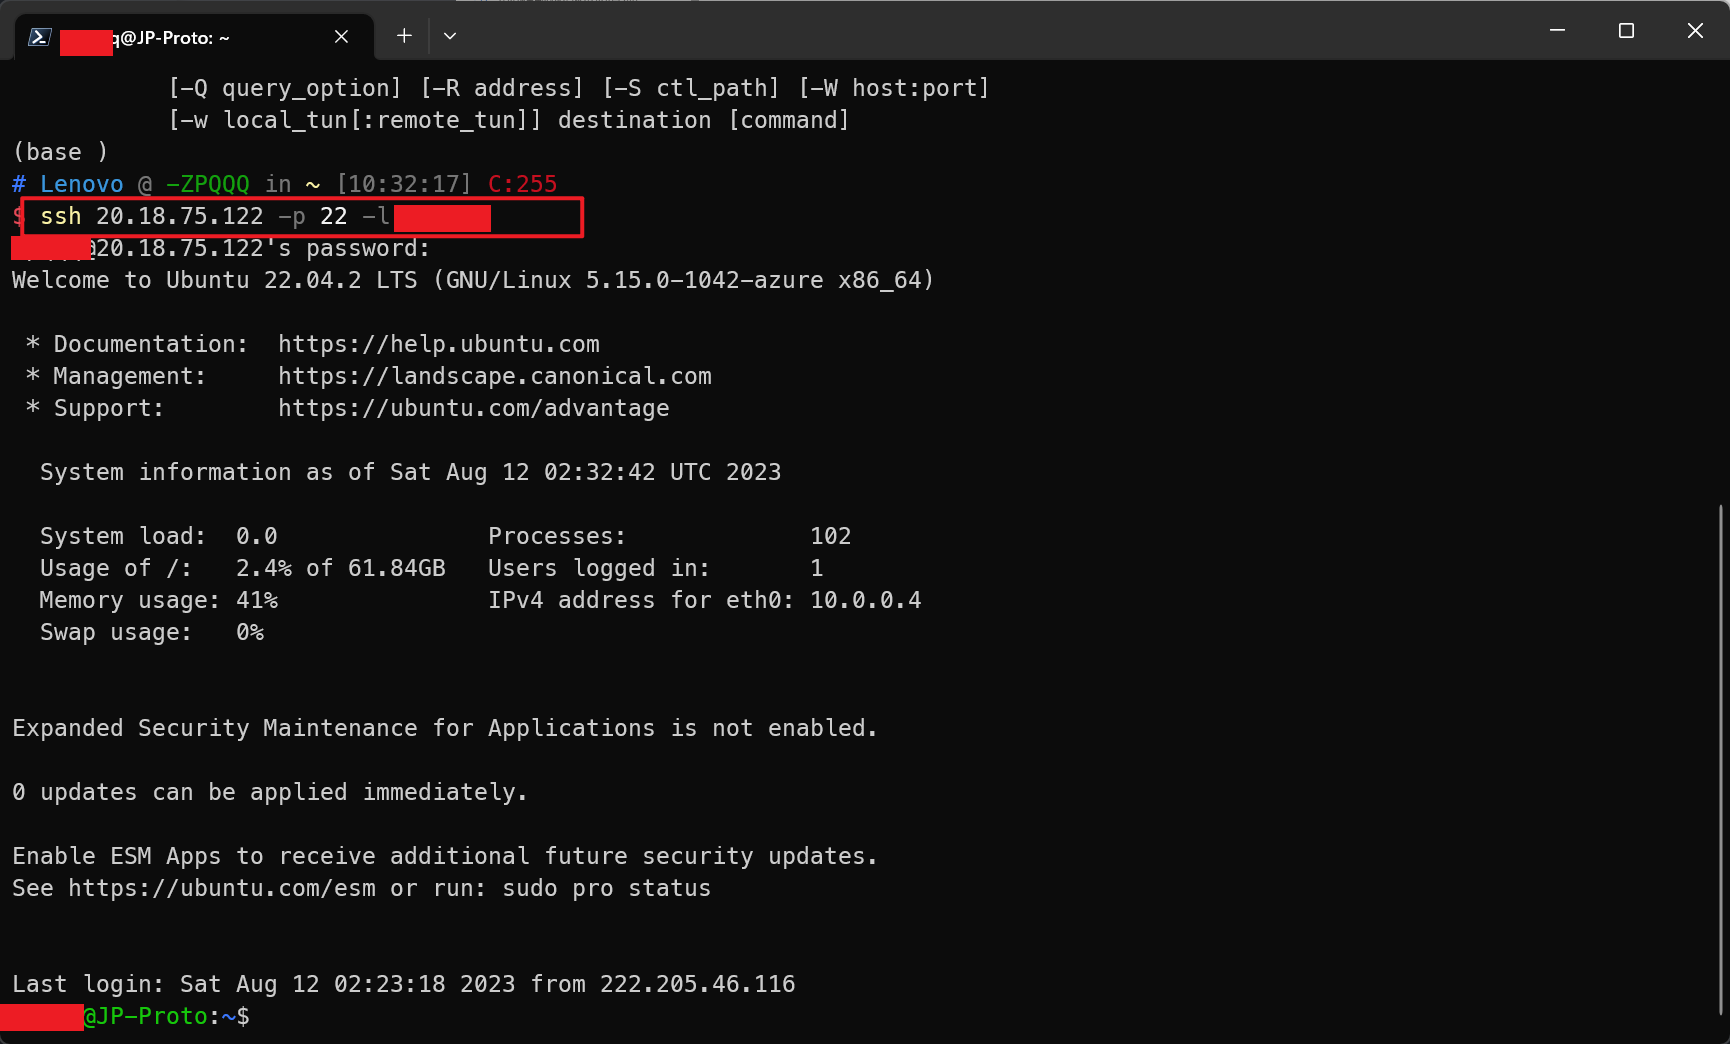 q@JP-Proto: ~
[-Q query_option] [-R address] [-S ctl_path] [-W host:port]
[-w local_tun[:remote_tun]] destination [command]
(base )
# Lenovo @ -ZPQQQ in ~ [10:32:17] C:255
$ ssh 20.18.75.122 -p 22 -l
@20.18.75.122's password:
Welcome to Ubuntu 22.04.2 LTS (GNU/Linux 5.15.0-1042-azure x86_64)
* Documentation:  https://help.ubuntu.com
* Management:     https://landscape.canonical.com
* Support:        https://ubuntu.com/advantage
System information as of Sat Aug 12 02:32:42 UTC 2023
System load:  0.0               Processes:             102
Usage of /:   2.4% of 61.84GB   Users logged in:       1
Memory usage: 41%               IPv4 address for eth0: 10.0.0.4
Swap usage:   0%
Expanded Security Maintenance for Applications is not enabled.
0 updates can be applied immediately.
Enable ESM Apps to receive additional future security updates.
See https://ubuntu.com/esm or run: sudo pro status
Last login: Sat Aug 12 02:23:18 2023 from 222.205.46.116
@JP-Proto:~$